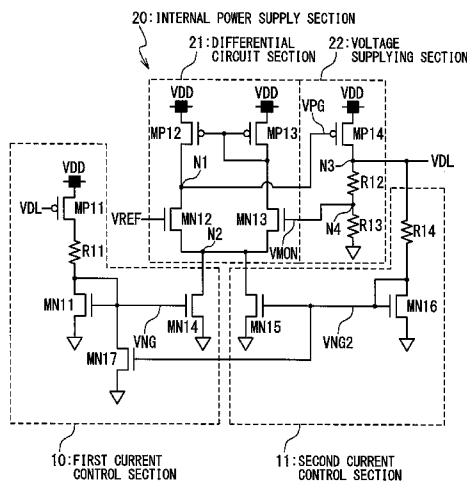 20:INTERNAL POWER SUPPLY SECTION
21:DIFFERENTIAL CIRCUIT SECTION
22:VOLTAGE SUPPLYING SECTION
VDD
VDD
VPG
VDD
MP12
MP13
MP14
N1
N3
VDL
VDD
R12
VDL
MP11
VREF
MN12
MN13
N4
R13
R14
R11
N2
VMON
MN11
MN14
MN15
MN16
VNG
VNG2
MN17
10:FIRST CURRENT CONTROL SECTION
11:SECOND CURRENT CONTROL SECTION